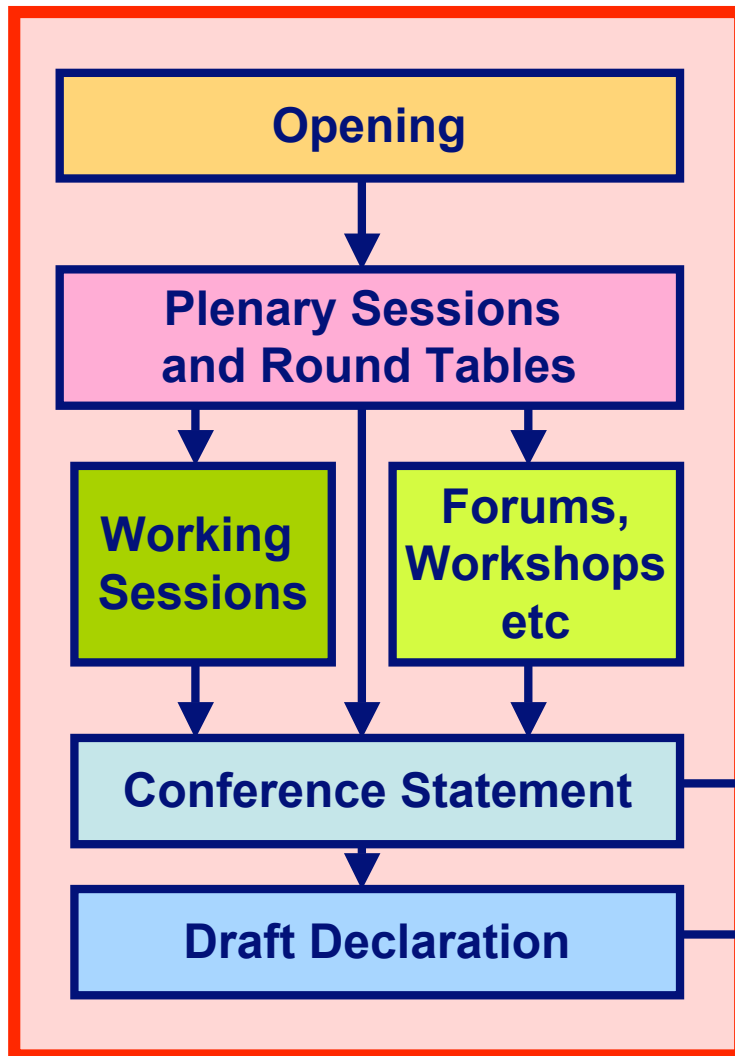 Opening
Plenary Sessions
and Round Tables
Working
Sessions
Forums,
Workshops
etc
Conference Statement
Draft Declaration